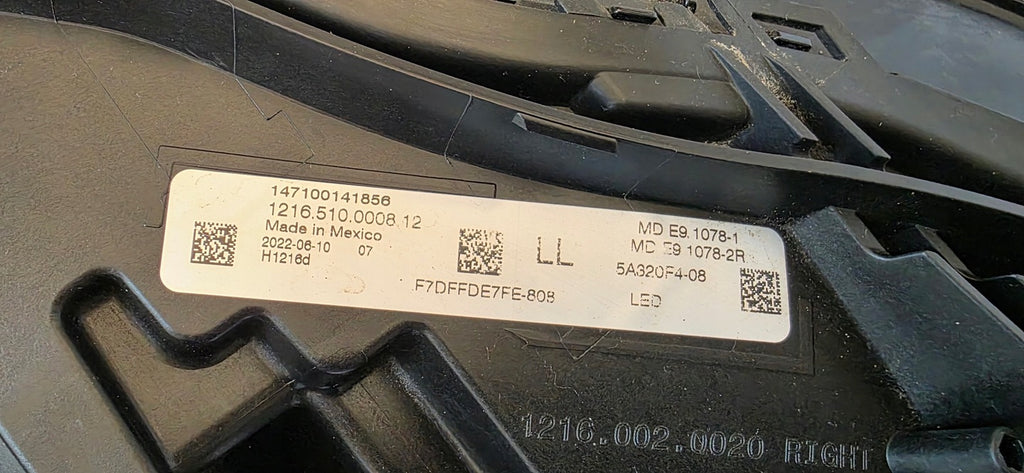 147100141856
1216.510.0008.12
Made in Mexico
2022-06-10 07
H1216d
F7DFFDE7FE-808
LL
MD E9.1078-1
MD E9 1078-2R
5A320F4-08
LED
1216.002.0020 RIGHT